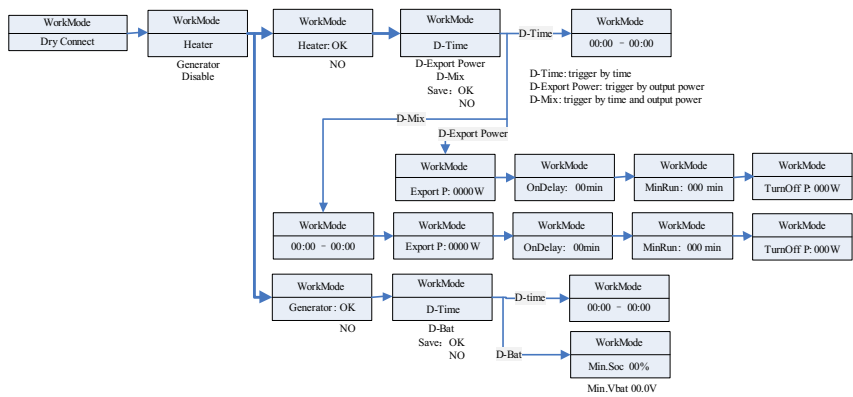 WorkMode
Dry Connect
WorkMode
Heater
Generator
Disable
WorkMode
Heater: OK
NO
WorkMode
D-Time
D-Export Power
D-Mix
Save: OK
NO
D-Time
WorkMode
00:00 - 00:00
D-Time: trigger by time
D-Export Power: trigger by output power
D-Mix: trigger by time and output power
D-Mix
D-Export Power
WorkMode
Export P: 0000W
WorkMode
OnDelay: 00min
WorkMode
MinRun: 000 min
WorkMode
TurnOff P: 000W
WorkMode
00:00 - 00:00
WorkMode
Export P: 0000W
WorkMode
OnDelay: 00min
WorkMode
MinRun: 000 min
WorkMode
TurnOff P: 000W
WorkMode
Generator: OK
NO
WorkMode
D-Time
D-Bat
Save: OK
NO
D-time
WorkMode
00:00 - 00:00
D-Bat
WorkMode
Min.Soc 00%
Min.Vbat 00.0V